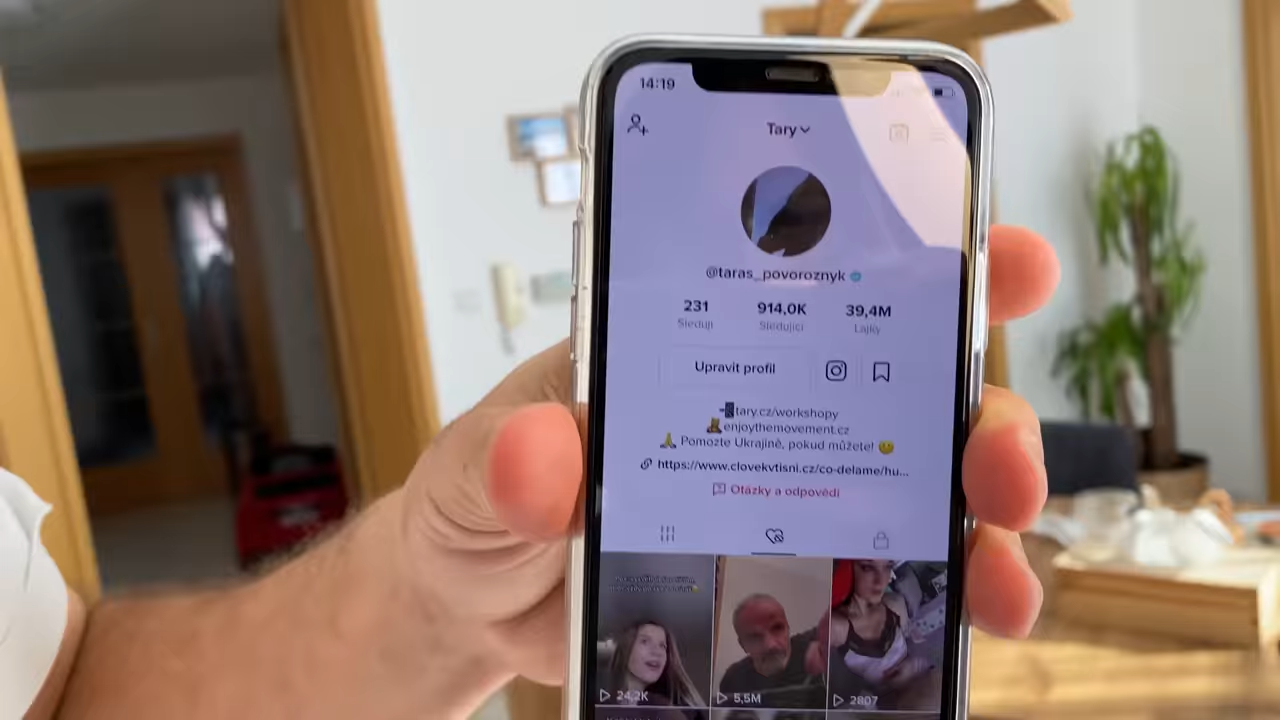 14:19
Tary
@taras_povoroznyk
231 914,0K 39,4M
Sleduji Sledující Lajky
Upravit profil
tary.cz/workshopy
enjoythemovement.cz
🙏 Pomozte Ukrajině, pokud můžete! 🙂
https://www.clovekvtisni.cz/co-delame/hu...
Otázky a odpovědi
24,2K 5,5M 2807